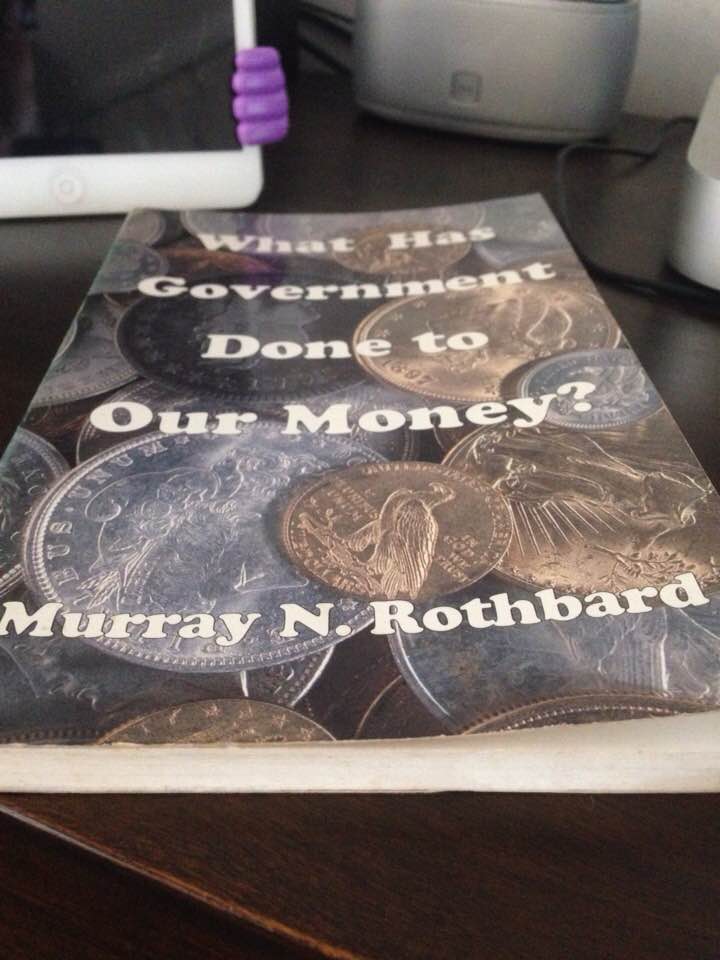 What Has
Government
Done to
Our Money?
Murray N. Rothbard